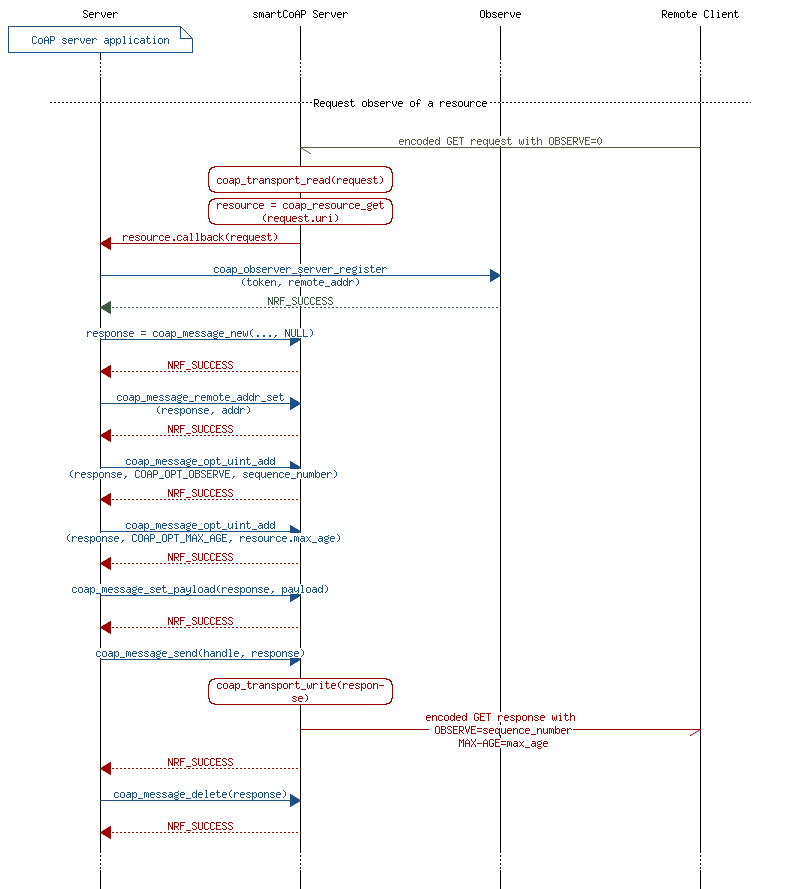 Server
smartCoAP Server
Observe
Remote Client
CoAP server application
Request observe of a resource
encoded GET request with OBSERVE=0
coap_transport_read(request)
resource = coap_resource_get
(request.uri)
resource.callback(request)
coap_observer_server_register
(token, remote_addr)
NRF_SUCCESS
response = coap_message_new(..., NULL)
NRF_SUCCESS
coap_message_remote_addr_set
(response, addr)
NRF_SUCCESS
coap_message_opt_uint_add
(response, COAP_OPT_OBSERVE, sequence_number)
NRF_SUCCESS
coap_message_opt_uint_add
(response, COAP_OPT_MAX_AGE, resource.max_age)
NRF_SUCCESS
coap_message_set_payload(response, payload)
NRF_SUCCESS
coap_message_send(handle, response)
coap_transport_write(respon-
se)
encoded GET response with
OBSERVE=sequence_number
MAX-AGE=max_age
NRF_SUCCESS
coap_message_delete(response)
NRF_SUCCESS